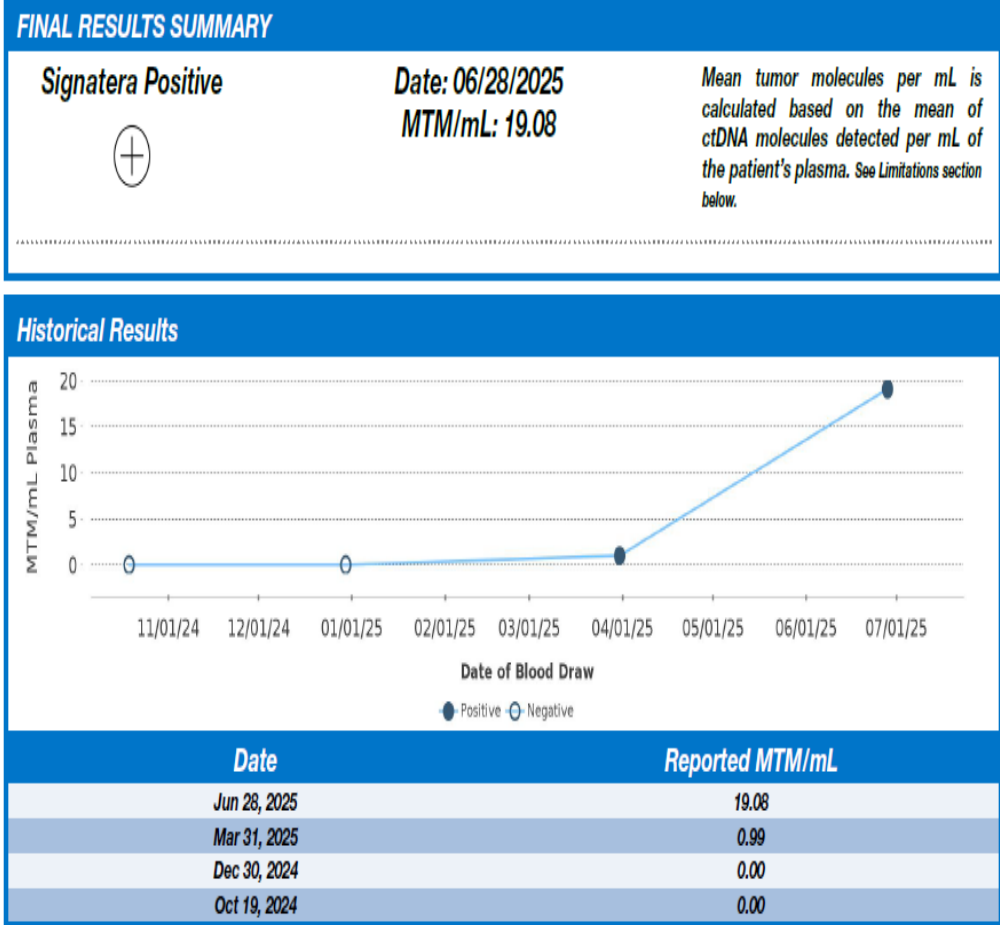 FINAL RESULTS SUMMARY
Signatera Positive
Date: 06/28/2025
MTM/mL: 19.08
Mean tumor molecules per mL is
calculated based on the mean of
ctDNA molecules detected per mL of
the patient's plasma. See Limitations section
below.
Historical Results
MTM/mL Plasma
20
15
10
5
0
11/01/24 12/01/24 01/01/25 02/01/25 03/01/25 04/01/25 05/01/25 06/01/25 07/01/25
Date of Blood Draw
Positive Negative
Date Reported MTM/mL
Jun 28, 2025 19.08
Mar 31, 2025 0.99
Dec 30, 2024 0.00
Oct 19, 2024 0.00